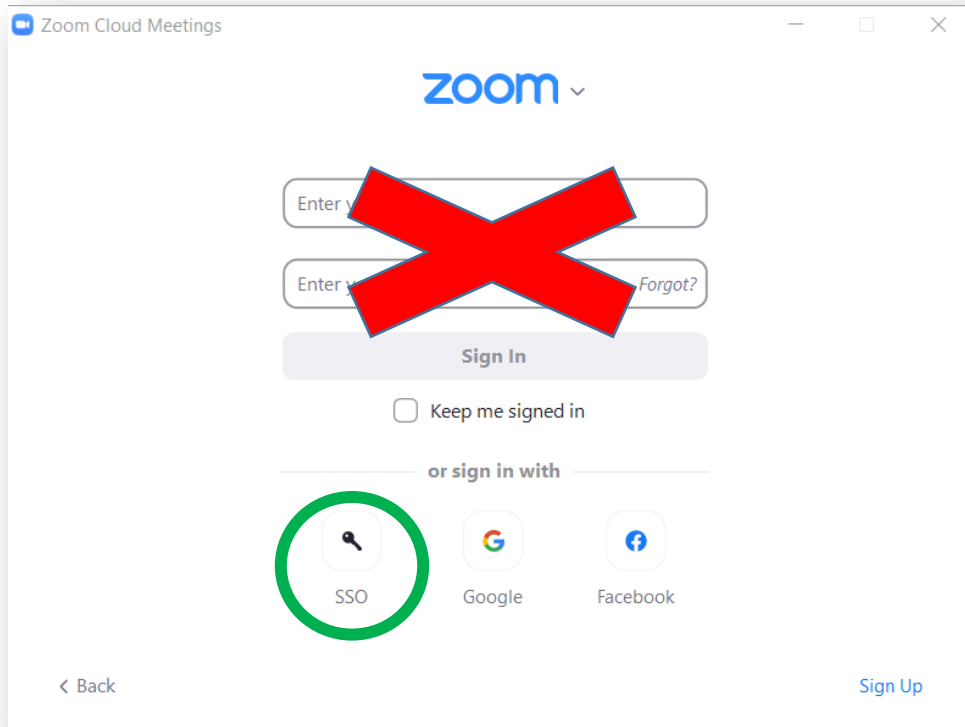 Zoom Cloud Meetings
zoom
Enter
Enter
Forgot?
Sign In
Keep me signed in
or sign in with
SSO
Google
Facebook
Back
Sign Up